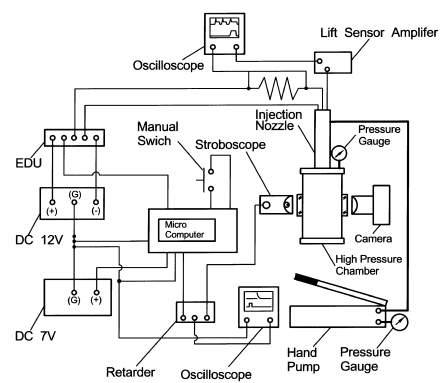 Lift Sensor Amplifer
Oscilloscope
Injection
Nozzle
Manual
Swich
Stroboscope
Pressure
Gauge
EDU
(G)
(+)
(-)
Micro
Computer
DC 12V
Camera
High Pressure
Chamber
(G)
(+)
DC 7V
Retarder
Oscilloscope
Hand
Pump
Pressure
Gauge